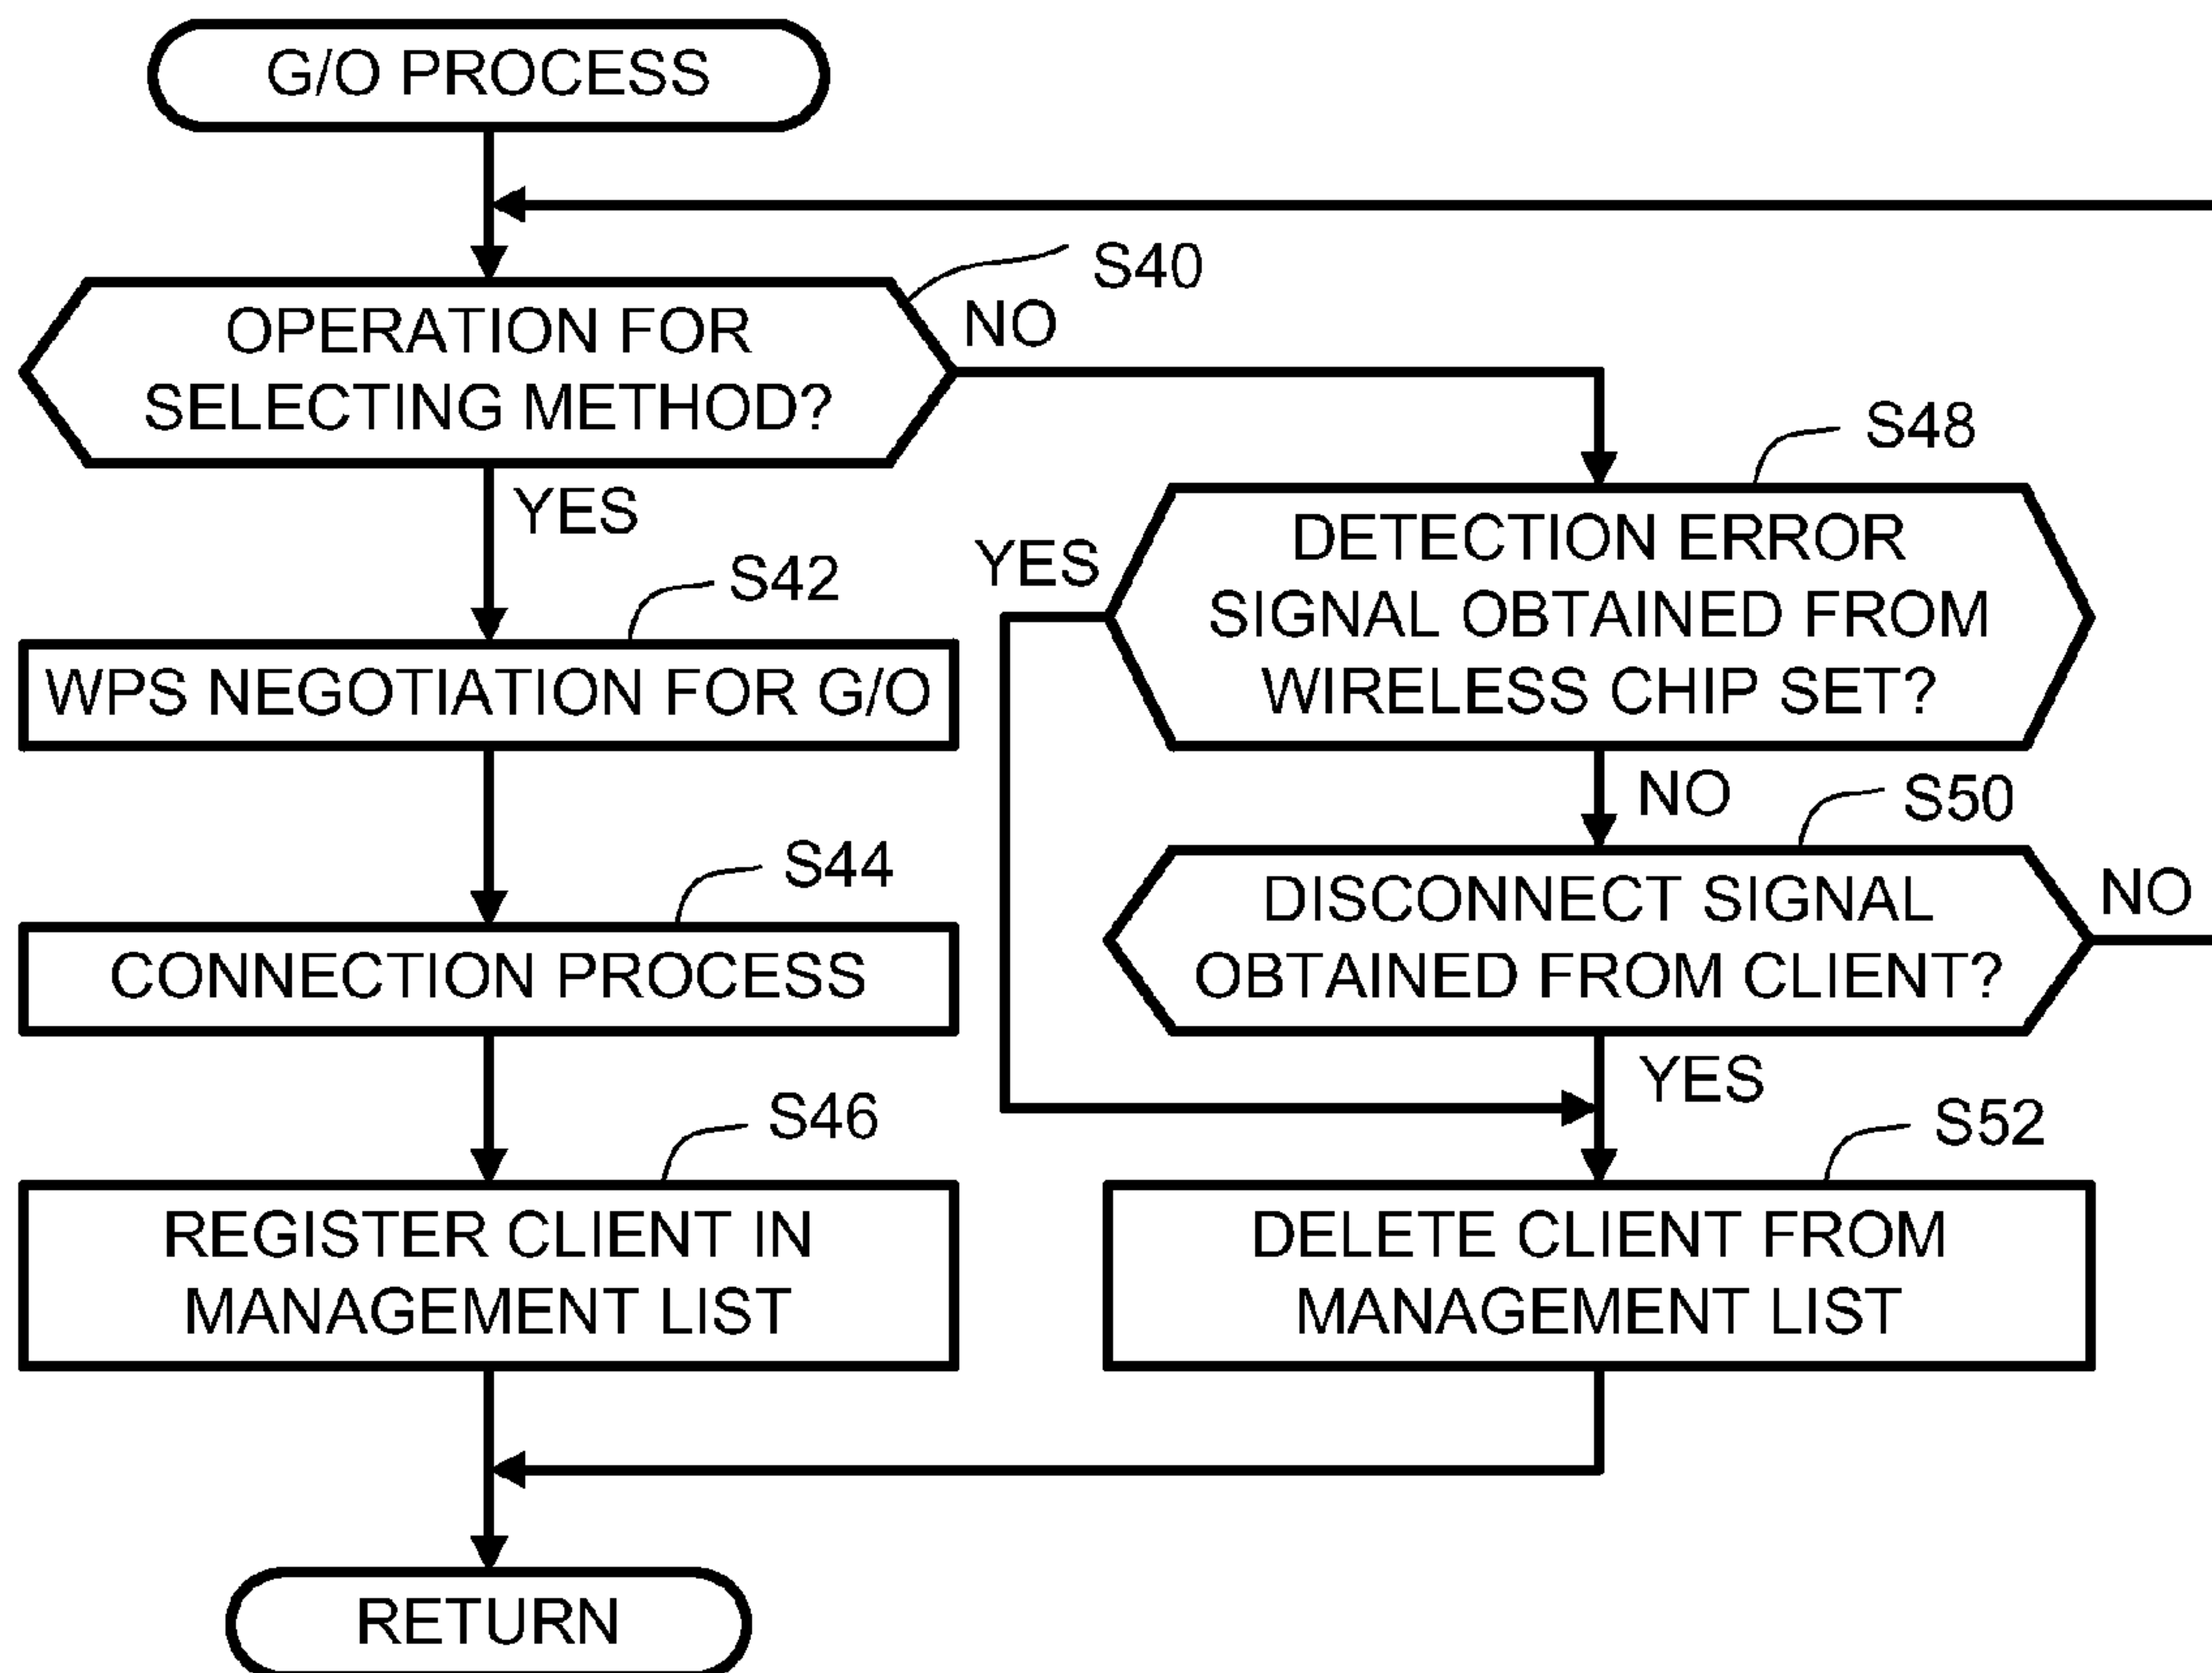 G/O PROCESS
S40
OPERATION FOR
SELECTING METHOD?
NO
YES
S42
WPS NEGOTIATION FOR G/O
S44
CONNECTION PROCESS
S46
REGISTER CLIENT IN
MANAGEMENT LIST
S48
DETECTION ERROR
SIGNAL OBTAINED FROM
WIRELESS CHIP SET?
YES
NO
S50
DISCONNECT SIGNAL
OBTAINED FROM CLIENT?
NO
YES
S52
DELETE CLIENT FROM
MANAGEMENT LIST
RETURN